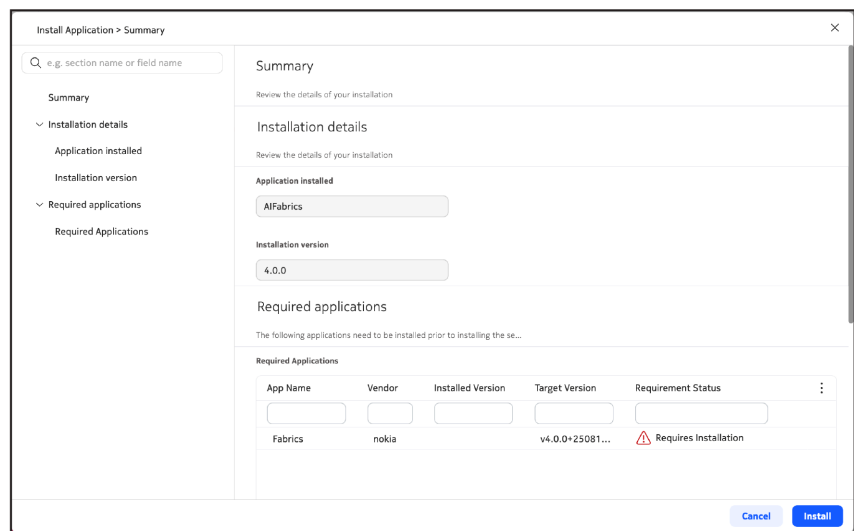 Install Application > Summary
e.g. section name or field name
Summary
Installation details
Application installed
Installation version
Required applications
Required Applications
Summary
Review the details of your installation
Installation details
Review the details of your installation
Application installed
AIFabrics
Installation version
4.0.0
Required applications
The following applications need to be installed prior to installing the se...
Required Applications
App Name Vendor Installed Version Target Version Requirement Status
Fabrics nokia v4.0.0+25081... Requires Installation
Cancel Install